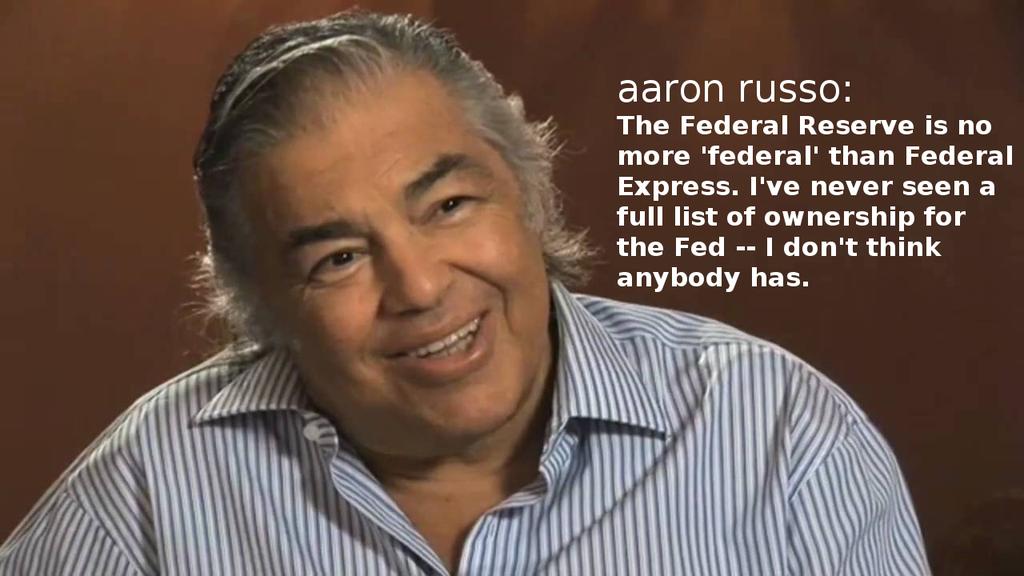 aaron russo:
The Federal Reserve is no
more 'federal' than Federal
Express. I've never seen a
full list of ownership for
the Fed -- I don't think
anybody has.